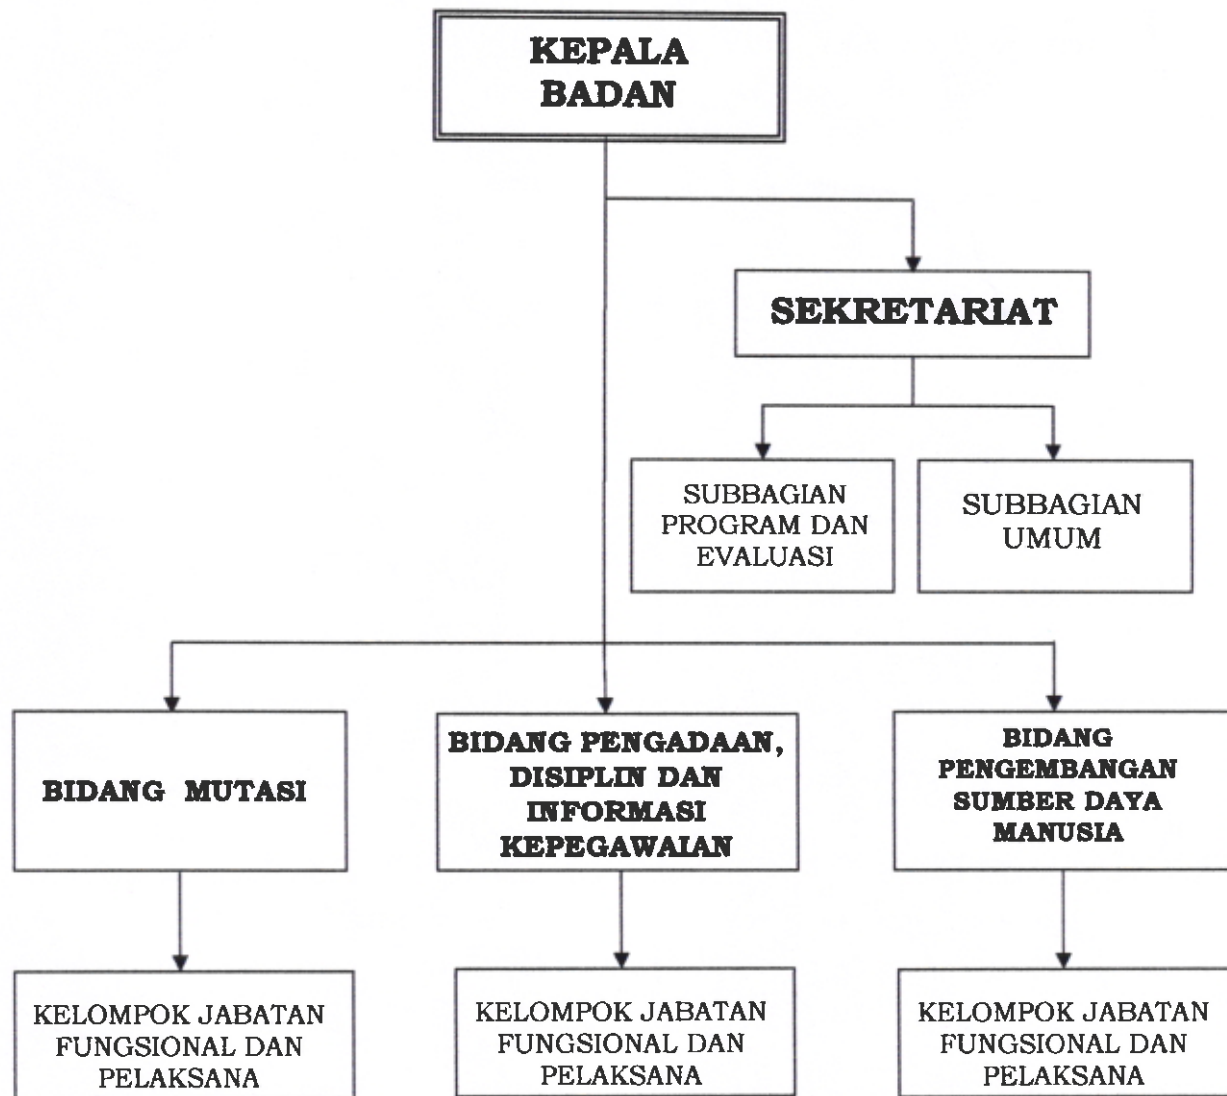 KEPALA
BADAN
SEKRETARIAT
SUBBAGIAN
PROGRAM DAN
EVALUASI
SUBBAGIAN
UMUM
BIDANG MUTASI
BIDANG PENGADAAN,
DISIPLIN DAN
INFORMASI
KEPEGAWAIAN
BIDANG
PENGEMBANGAN
SUMBER DAYA
MANUSIA
KELOMPOK JABATAN
FUNGSIONAL DAN
PELAKSANA
KELOMPOK JABATAN
FUNGSIONAL DAN
PELAKSANA
KELOMPOK JABATAN
FUNGSIONAL DAN
PELAKSANA